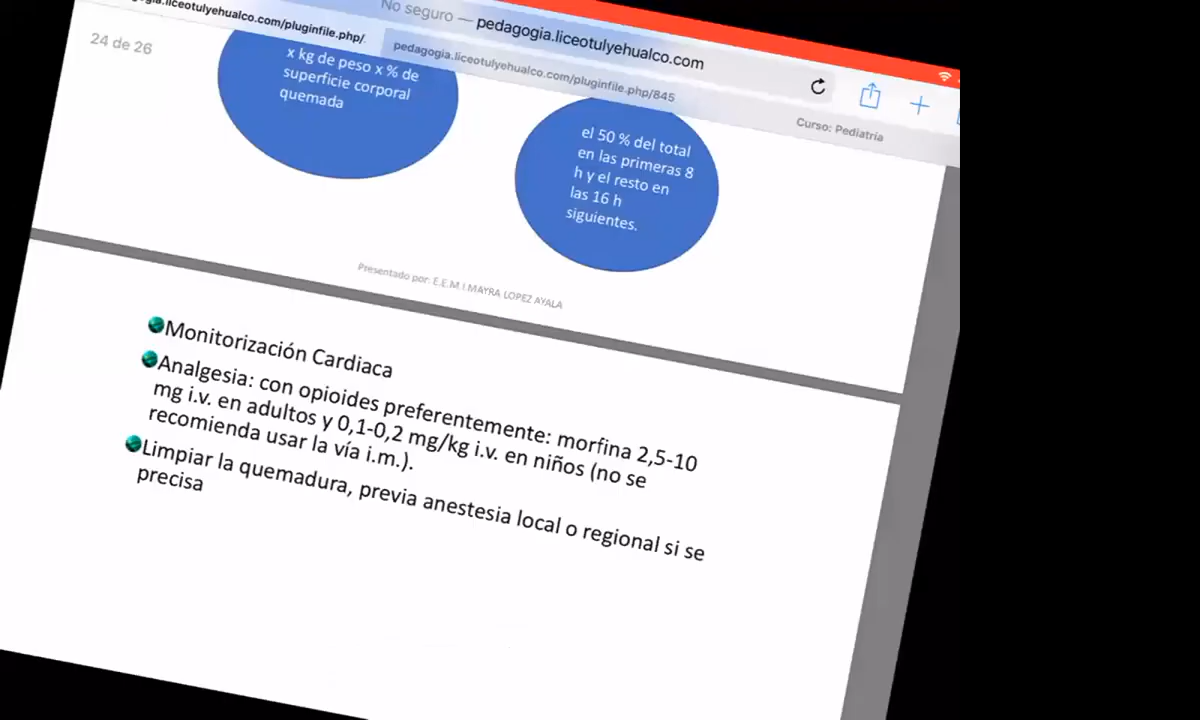 No seguro — pedagogia.liceotulyehualco.com
gogia.liceotulyehualco.com/pluginfile.php/.
pedagogia.liceotulyehualco.com/pluginfile.php/845
Curso: Pediatría
24 de 26
x kg de peso x % de
superficie corporal
quemada
el 50 % del total
en las primeras 8
h y el resto en
las 16 h
siguientes.
Presentado por: E.E.M.I MAYRA LOPEZ AYALA
Monitorización Cardiaca
Analgesia: con opioides preferentemente: morfina 2,5-10
mg i.v. en adultos y 0,1-0,2 mg/kg i.v. en niños (no se
recomienda usar la vía i.m.).
Limpiar la quemadura, previa anestesia local o regional si se
precisa